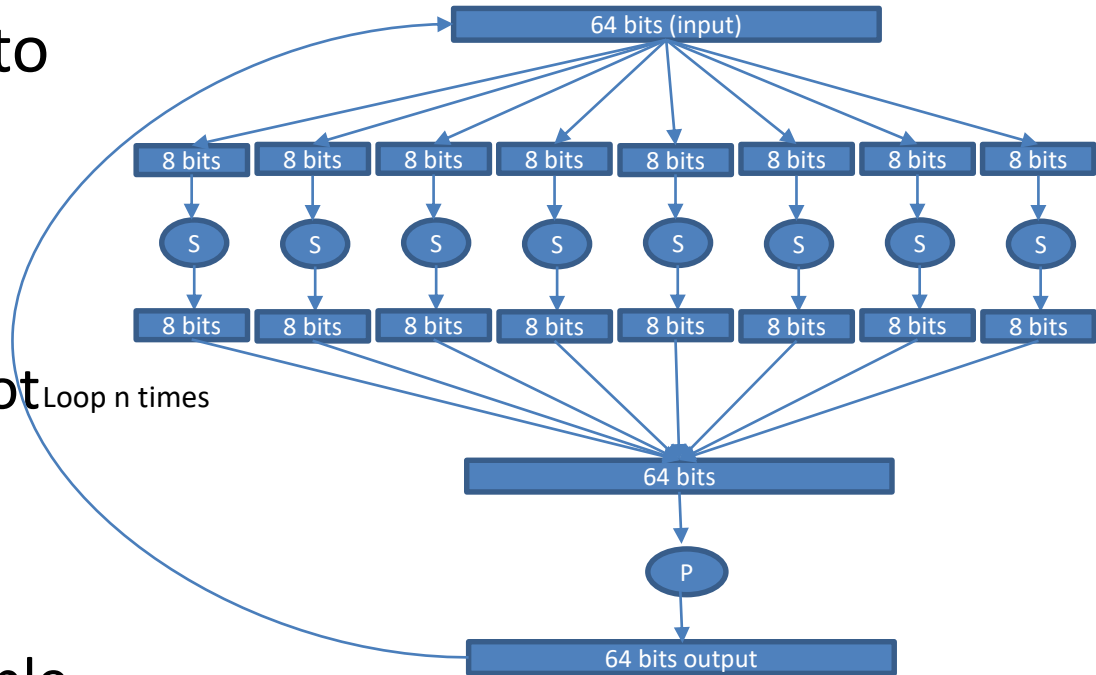 64 bits (input)
to
8 bits 8 bits 8 bits 8 bits 8 bits 8 bits 8 bits 8 bits
S S S S S S S S
8 bits 8 bits 8 bits 8 bits 8 bits 8 bits 8 bits 8 bits
Loop n times
64 bits
P
64 bits output